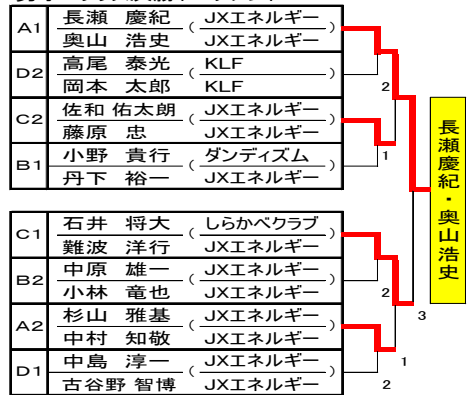 A1 長瀬 慶紀 ( JXエネルギー )
奥山 浩史 JXエネルギー
D2 高尾 泰光 ( KLF )
岡本 太郎 KLF
C2 佐和 佑太朗 ( JXエネルギー )
藤原 忠 JXエネルギー
B1 小野 貴行 ( ダンディズム )
丹下 裕一 JXエネルギー
2
1
長瀬慶紀・奥山浩史
C1 石井 将大 ( しらかベクラブ )
難波 洋行 JXエネルギー
B2 中原 雄一 ( JXエネルギー )
小林 竜也 JXエネルギー
A2 杉山 雅基 ( JXエネルギー )
中村 知敬 JXエネルギー
D1 中島 淳一 ( JXエネルギー )
古谷野 智博 JXエネルギー
2
3
1
2